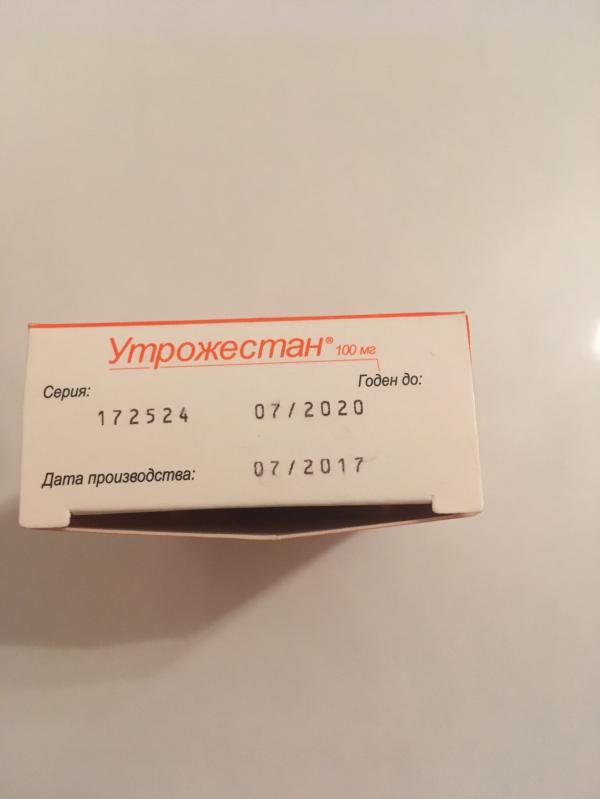 Утрожестан® 100 мг
Серия: Годен до:
172524 07/2020
Дата производства: 07/2017